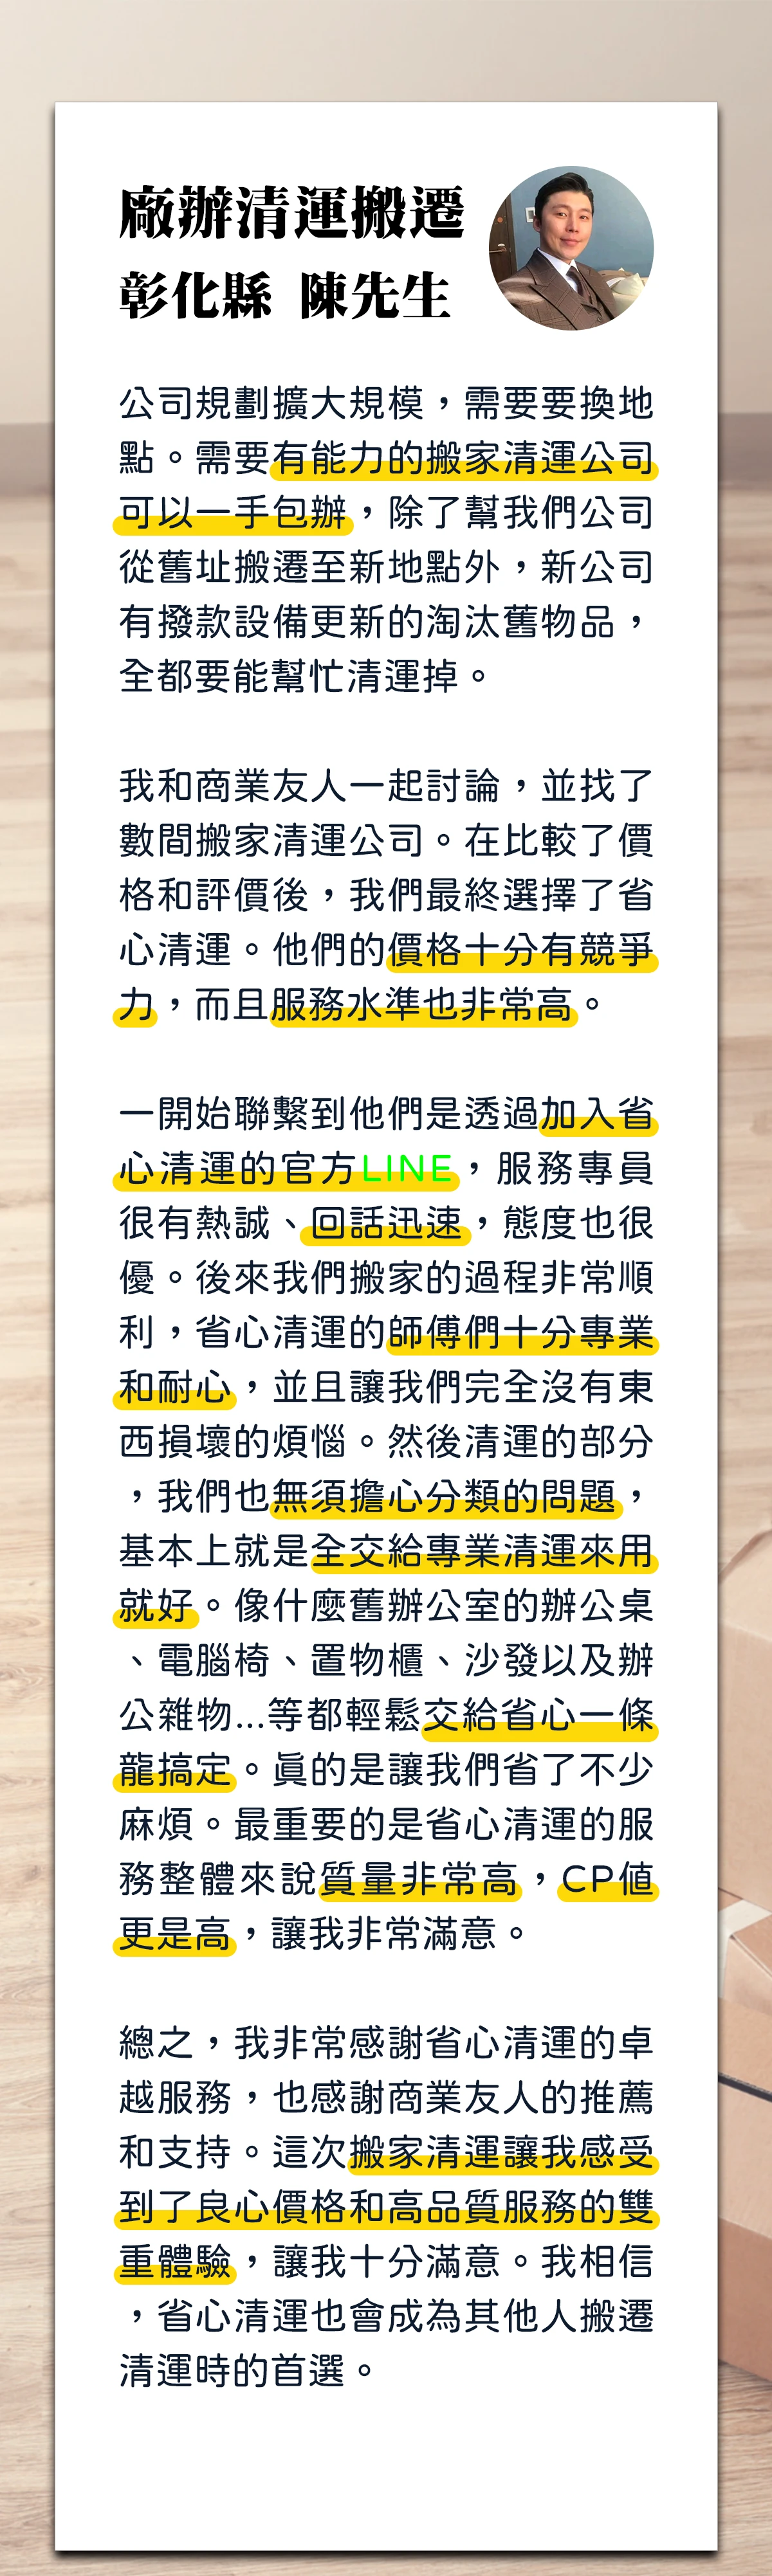 廠辦清運搬遷
彰化縣 陳先生
公司規劃擴大規模，需要要換地
點。需要有能力的搬家清運公司
可以一手包辦，除了幫我們公司
從舊址搬遷至新地點外，新公司
有撥款設備更新的淘汰舊物品，
全都要能幫忙清運掉。
我和商業友人一起討論，並找了
數間搬家清運公司。在比較了價
格和評價後，我們最終選擇了省
心清運。他們的價格十分有競爭
力，而且服務水準也非常高。
一開始聯繫到他們是透過加入省
心清運的官方LINE，服務專員
很有熱誠、回話迅速，態度也很
優。後來我們搬家的過程非常順
利，省心清運的師傅們十分專業
和耐心，並且讓我們完全沒有東
西損壞的煩惱。然後清運的部分
，我們也無須擔心分類的問題，
基本上就是全交給專業清運來用
就好。像什麼舊辦公室的辦公桌
、電腦椅、置物櫃、沙發以及辦
公雜物...等都輕鬆交給省心一條
龍搞定。真的是讓我們省了不少
麻煩。最重要的是省心清運的服
務整體來說質量非常高，CP值
更是高，讓我非常滿意。
總之，我非常感謝省心清運的卓
越服務，也感謝商業友人的推薦
和支持。這次搬家清運讓我感受
到了良心價格和高品質服務的雙
重體驗，讓我十分滿意。我相信
，省心清運也會成為其他人搬遷
清運時的首選。